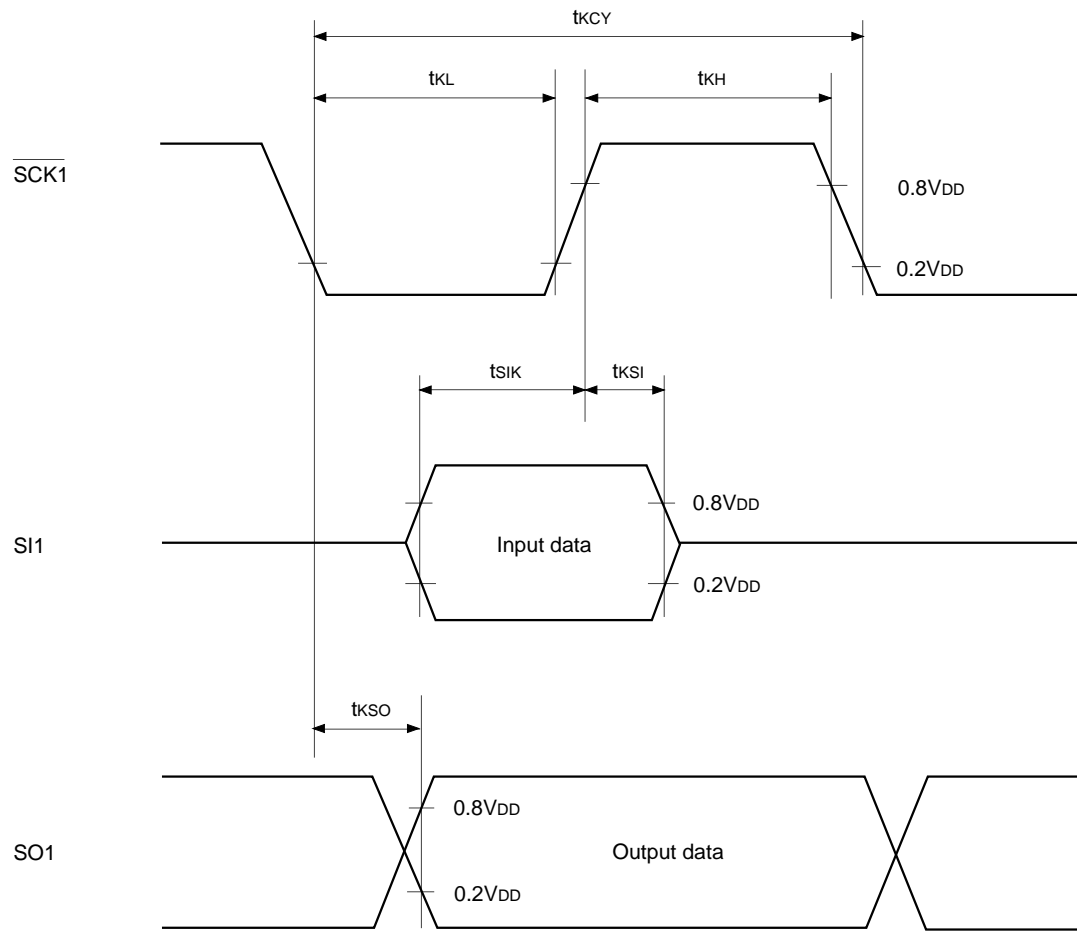 tKCY
tKL
tKH
SCK1
0.8VDD
0.2VDD
tSIK
tKSI
0.8VDD
SI1
Input data
0.2VDD
tKSO
0.8VDD
SO1
Output data
0.2VDD